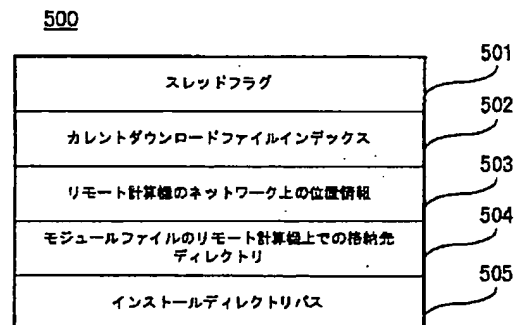 500
スレッドフラグ
501
カレントダウンロードファイルインデックス
502
リモート計算機のネットワーク上の位置情報
503
モジュールファイルのリモート計算機上での格納先
ディレクトリ
504
インストールディレクトリパス
505